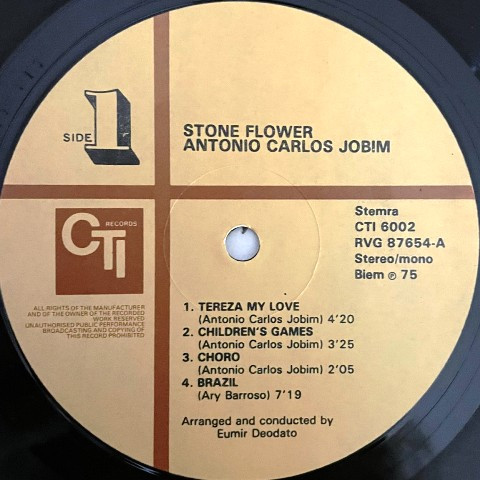 SIDE 1
STONE FLOWER
ANTONIO CARLOS JOBIM
CTI RECORDS
ALL RIGHTS OF THE MANUFACTURER
AND OF THE OWNER OF THE RECORDED
WORK RESERVED
UNAUTHORISED PUBLIC PERFORMANCE
BROADCASTING AND COPYING OF
THIS RECORD PROHIBITED
Stemra
CTI 6002
RVG 87654-A
Stereo/mono
Biem ℗ 75
1. TEREZA MY LOVE
(Antonio Carlos Jobim) 4'20
2. CHILDREN'S GAMES
(Antonio Carlos Jobim) 3'25
3. CHORO
(Antonio Carlos Jobim) 2'05
4. BRAZIL
(Ary Barroso) 7'19
Arranged and conducted by
Eumir Deodato